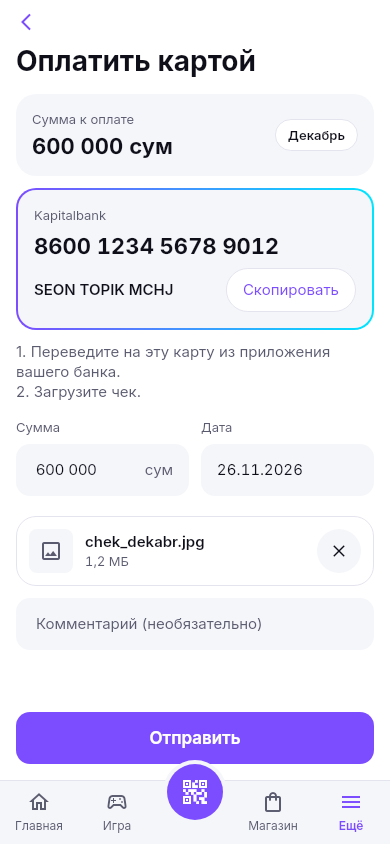 Оплатить картой
Сумма к оплате
600 000 сум
Декабрь
Kapitalbank
8600 1234 5678 9012
SEON TOPIK MCHJ
Скопировать
1. Переведите на эту карту из приложения
вашего банка.
2. Загрузите чек.
Сумма
Дата
600 000 сум
26.11.2026
chek_dekabr.jpg
1,2 МБ
Комментарий (необязательно)
Отправить
Главная
Игра
Магазин
Ещё